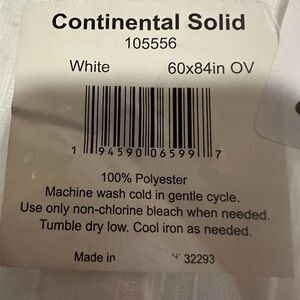 Continental Solid
105556
White 60x84in OV
1 94590 06599 7
100% Polyester
Machine wash cold in gentle cycle.
Use only non-chlorine bleach when needed.
Tumble dry low. Cool iron as needed.
Made in 32293